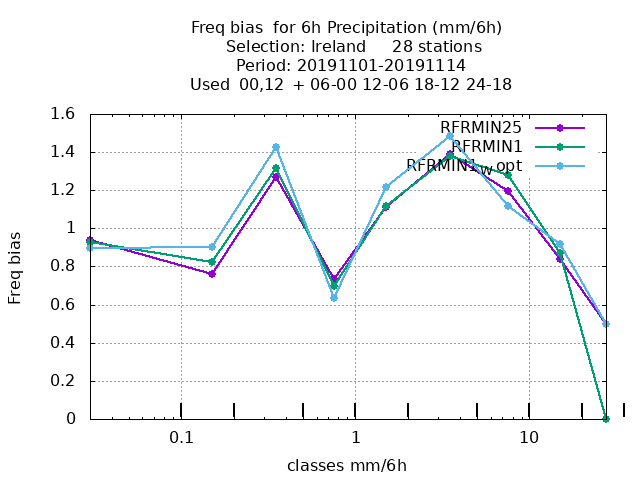 Freq bias  for 6h Precipitation (mm/6h)
Selection: Ireland     28 stations
Period: 20191101-20191114
Used  00,12  + 06-00 12-06 18-12 24-18
RFRMIN25
RFRMIN1
RFRMIN1_w_opt
Freq bias
1.6
1.4
1.2
1
0.8
0.6
0.4
0.2
0
0.1
1
10
classes mm/6h